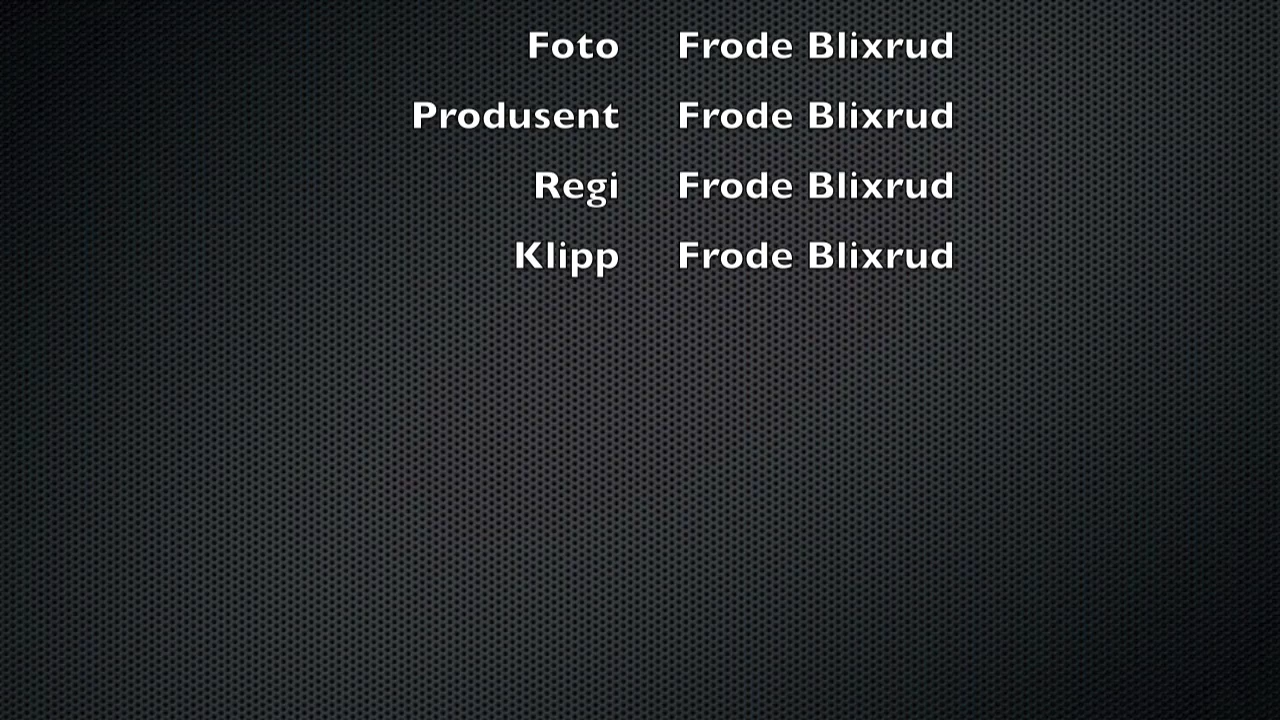 Foto Frode Blixrud
Produsent Frode Blixrud
Regi Frode Blixrud
Klipp Frode Blixrud